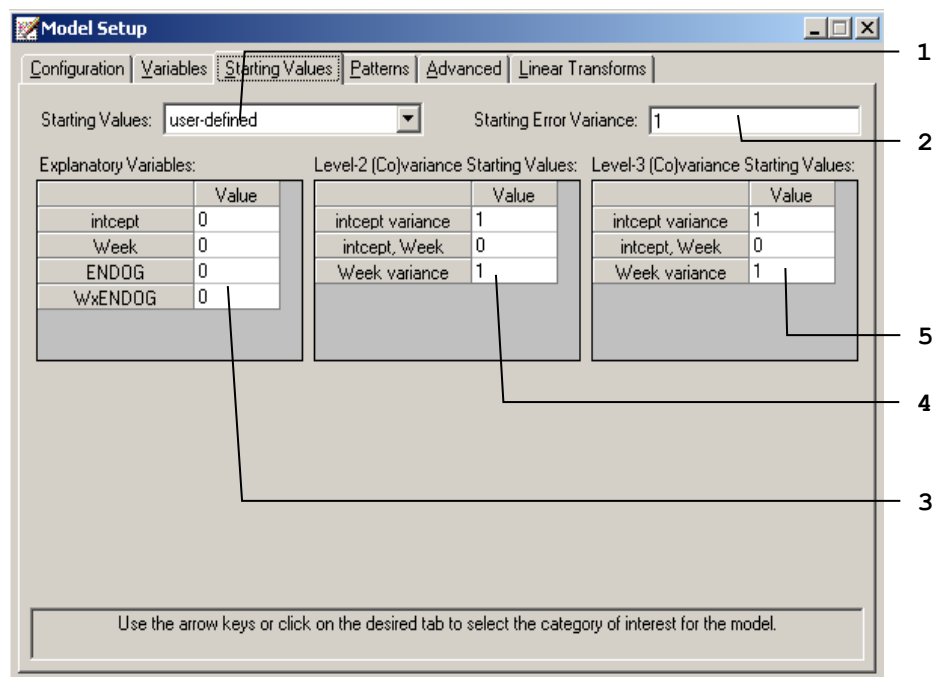 Model Setup
1
Configuration Variables Starting Values Patterns Advanced Linear Transforms
Starting Values: user-defined Starting Error Variance: 1
2
Explanatory Variables: Level-2 (Co)variance Starting Values: Level-3 (Co)variance Starting Values:
Value Value Value
intcept 0 intcept variance 1 intcept variance 1
Week 0 intcept, Week 0 intcept, Week 0
ENDOG 0 Week variance 1 Week variance 1
WxENDOG 0
5
4
3
Use the arrow keys or click on the desired tab to select the category of interest for the model.